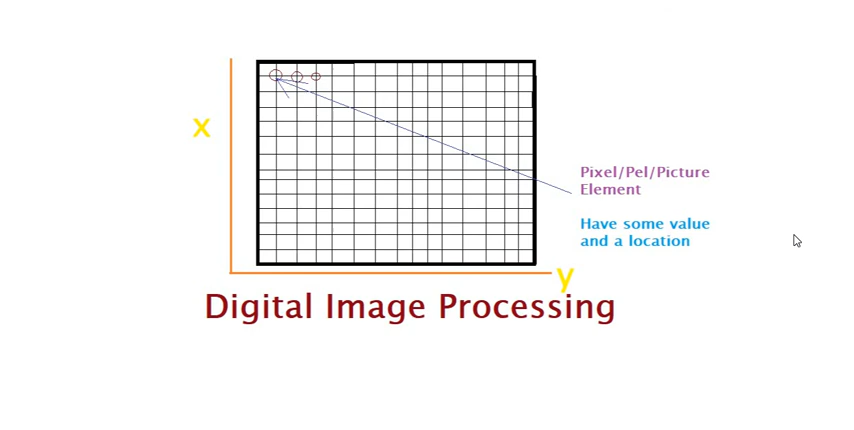 x
Pixel/Pel/Picture
Element
Have some value
and a location
y
Digital Image Processing